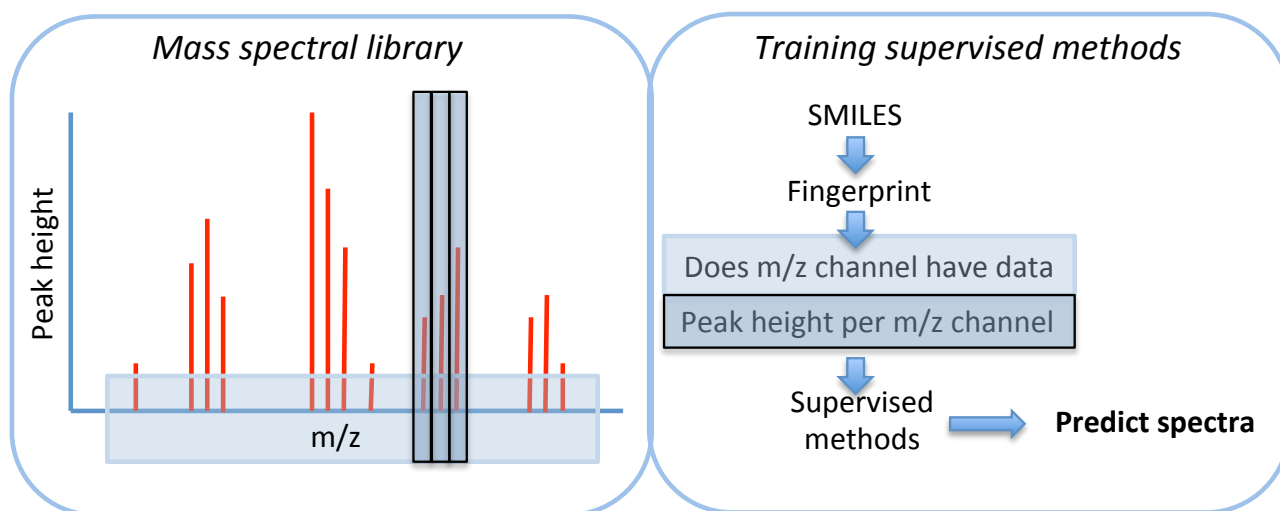 Mass spectral library
Peak height
m/z
Training supervised methods
SMILES
Fingerprint
Does m/z channel have data
Peak height per m/z channel
Supervised
methods
Predict spectra